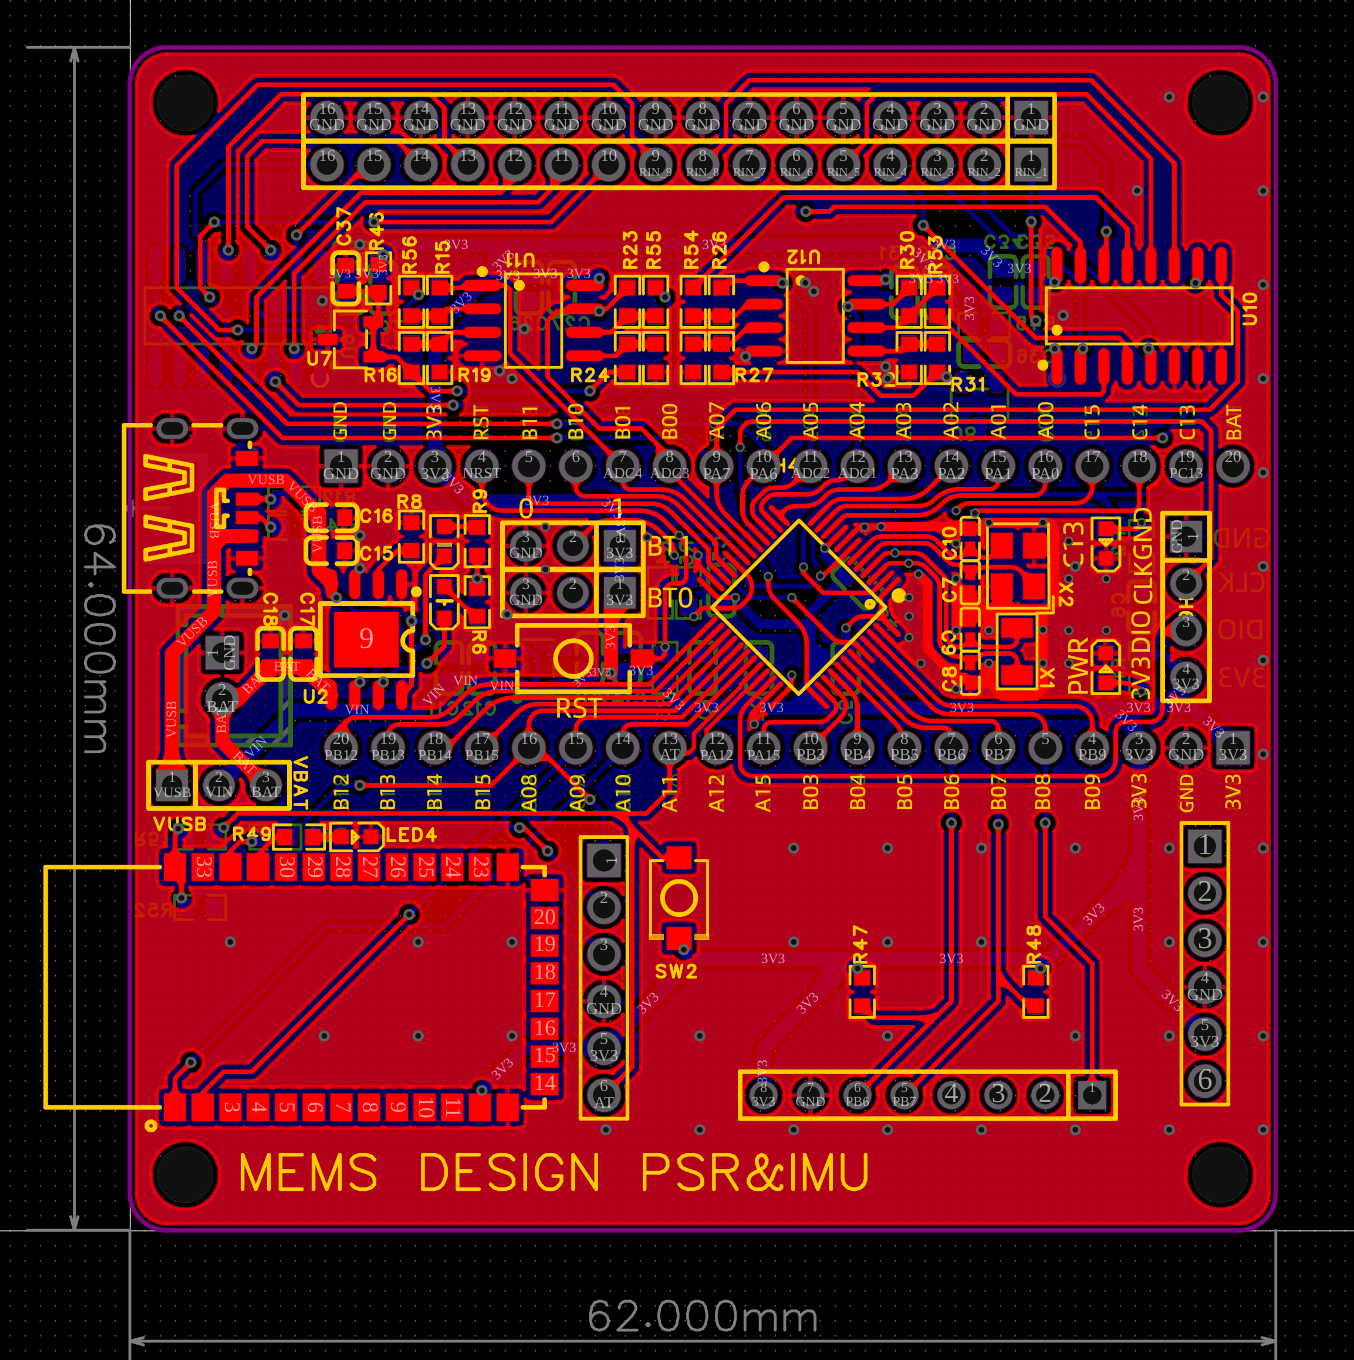 16 15 14 13 12 11 10 9 8 7 6 5 4 3 2 1
GND GND GND GND GND GND GND GND GND GND GND GND GND GND GND GND
16 15 14 13 12 11 10 9 8 7 6 5 4 3 2 1
RIN_9 RIN_8 RIN_7 RIN_6 RIN_5 RIN_4 RIN_3 RIN_2 RIN_1
C37 R43 R56 R15 U11 R23 R55 R54 R26 U12 R30 R53
U10
U7
R16 R19 R24 R27 R31
GND GND 3V3 RST B11 B10 B01 B00 A07 A06 A05 A04 A03 A02 A01 A00 C15 C14 C13 BAT
1 2 3 4 5 6 7 8 9 10 11 12 13 14 15 16 17 18 19 20
GND GND 3V3 NRST ADC4 ADC3 PA7 PA6 ADC2 ADC1 PA3 PA2 PA1 PA0 PC13
VUSB
C16 R8 R9 0 1
C15
3 2 1
GND 3V3
BT1
3 2 1
GND 3V3
BT0
C10 C7 X2 CT3
GND
CLK
DIO
3V3
1 GND
2
3
4 3V3
C18 C17 9 R6
U2
RST
C9 C8 X1 PWR
1 GND
2 BAT
VUSB VIN BAT
20 19 18 17 16 15 14 13 12 11 10 9 8 7 6 5 4 3 2 1
PB12 PB13 PB14 PB15 AT PA12 PA15 PB3 PB4 PB5 PB6 PB7 PB9 3V3 GND 3V3
B12 B13 B14 B15 A08 A09 A10 A11 A12 A15 B03 B04 B05 B06 B07 B08 B09 3V3 GND 3V3
1 2 3
VUSB VIN BAT
VBAT
VUSB
R49 LED4
33 30 29 28 27 26 25 24 23
20
19
18
17
16
15
14
3 4 5 6 7 8 9 10 11
R52
1
2
3
4 GND
5 3V3
6 AT
SW2
R47 R48
8 7 6 5 4 3 2 1
3V3 GND PB6 PB7
1
2
3
4 GND
5 3V3
6
MEMS DESIGN PSR&IMU
64.000mm
62.000mm